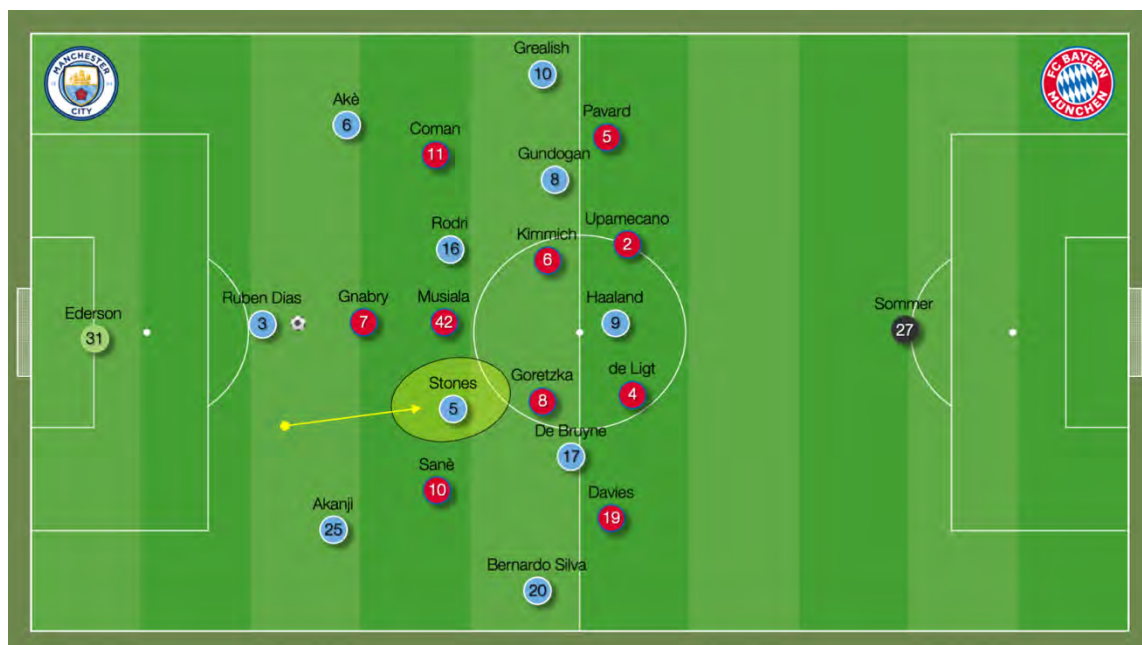 Grealish
10
MANCHESTER
CITY
FC BAYERN
MÜNCHEN
Akè
6
Pavard
5
Coman
11
Gundogan
8
Rodri
16
Upamecano
2
Kimmich
6
Ruben Dias
3
Gnabry
7
Musiala
42
Haaland
9
Sommer
27
Ederson
31
Stones
5
Goretzka
8
de Ligt
4
De Bruyne
17
Sanè
10
Davies
19
Akanji
25
Bernardo Silva
20